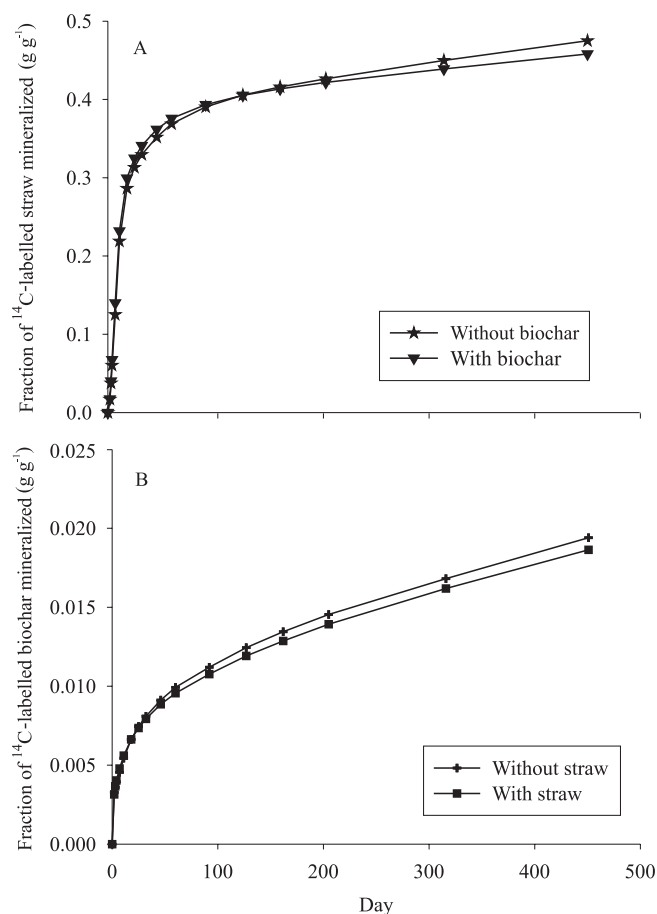 Fraction of ¹⁴C-labelled straw mineralized (g g⁻¹)
0.5
0.4
0.3
0.2
0.1
0.0
A
Without biochar
With biochar
Fraction of ¹⁴C-labelled biochar mineralized (g g⁻¹)
0.025
0.020
0.015
0.010
0.005
0.000
B
Without straw
With straw
0 100 200 300 400 500
Day